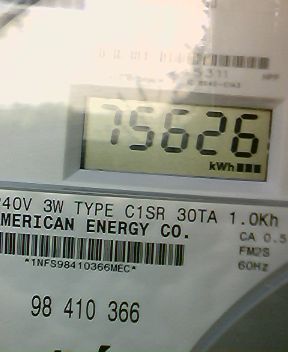 75626
kWh
240V 3W TYPE C1SR 30TA 1.0Kh
AMERICAN ENERGY CO.
CA 0.5
FM2S
*1NFS98410366MEC*
60Hz
98 410 366